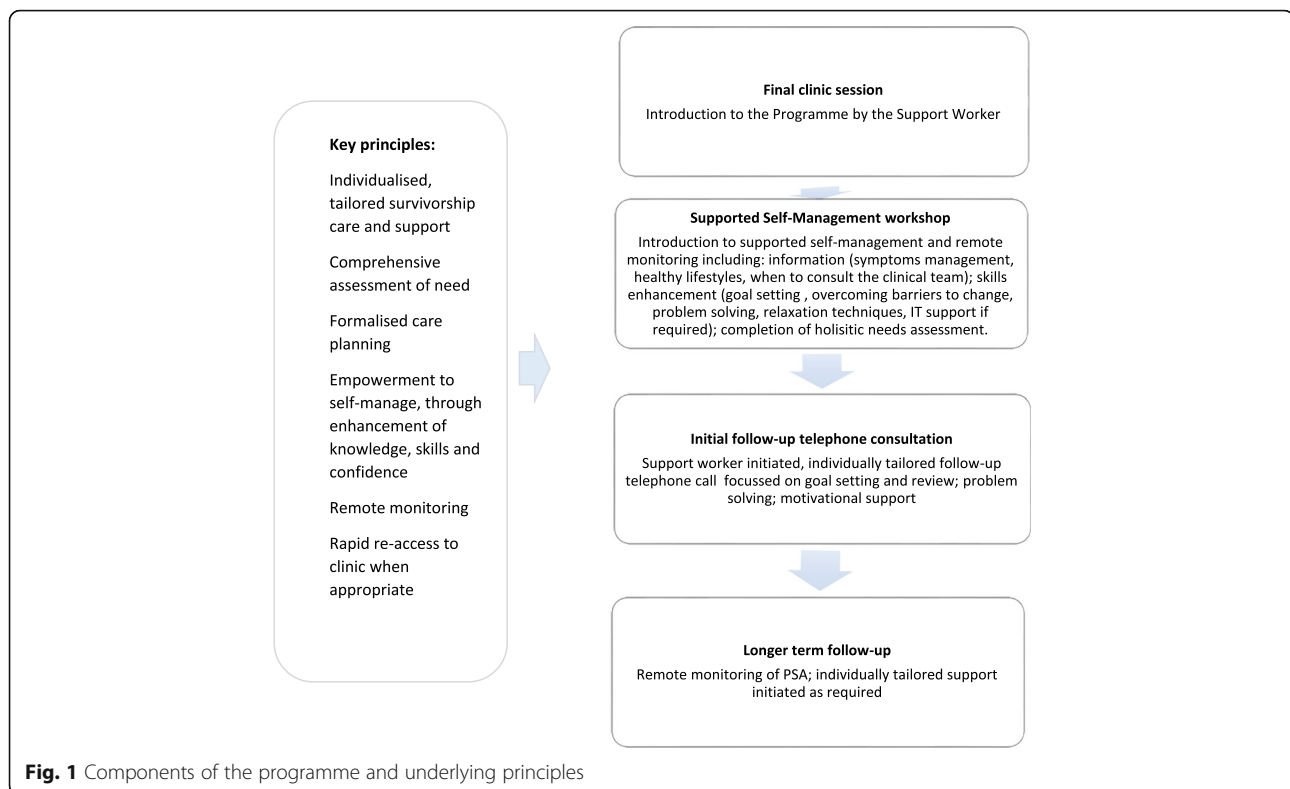 Key principles:
Individualised,
tailored survivorship
care and support
Comprehensive
assessment of need
Formalised care
planning
Empowerment to
self-manage, through
enhancement of
knowledge, skills and
confidence
Remote monitoring
Rapid re-access to
clinic when
appropriate
Final clinic session
Introduction to the Programme by the Support Worker
Supported Self-Management workshop
Introduction to supported self-management and remote
monitoring including: information (symptoms management,
healthy lifestyles, when to consult the clinical team); skills
enhancement (goal setting , overcoming barriers to change,
problem solving, relaxation techniques, IT support if
required); completion of holisitic needs assessment.
Initial follow-up telephone consultation
Support worker initiated, individually tailored follow-up
telephone call  focussed on goal setting and review; problem
solving; motivational support
Longer term follow-up
Remote monitoring of PSA; individually tailored support
initiated as required
Fig. 1 Components of the programme and underlying principles